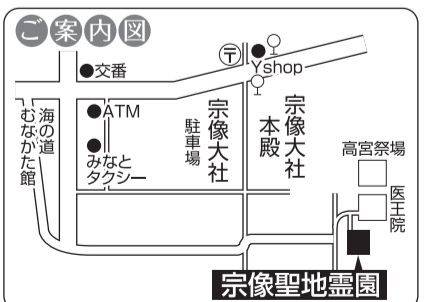 ご案内図
〒
Yshop
交番
ATM
みなと
タクシー
海の道
むなかた館
宗像大社
駐車場
宗像大社
本殿
高宮祭場
医王院
宗像聖地霊園